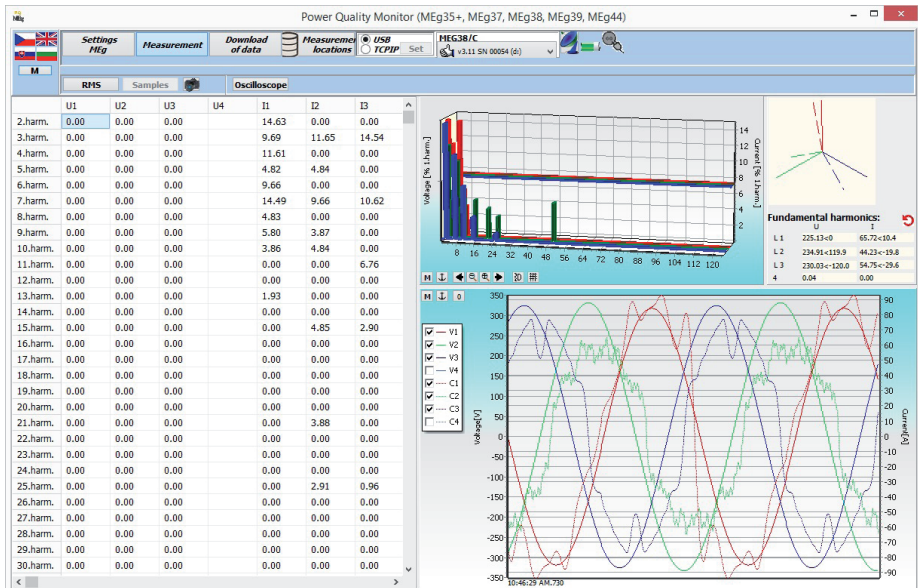 Power Quality Monitor (MEg35+, MEg37, MEg38, MEg39, MEg44)
Settings MEg
Measurement
Download of data
Measuremen locations
USB
TCPIP Set
MEG38/C
v3.11 SN 00054 (d:)
M
RMS Samples Oscilloscope
U1 U2 U3 U4 I1 I2 I3
2.harm. 0.00 0.00 0.00 14.63 0.00 0.00
3.harm. 0.00 0.00 0.00 9.69 11.65 14.54
4.harm. 0.00 0.00 0.00 11.61 0.00 0.00
5.harm. 0.00 0.00 0.00 4.82 4.84 0.00
6.harm. 0.00 0.00 0.00 9.66 0.00 0.00
7.harm. 0.00 0.00 0.00 14.49 9.66 10.62
8.harm. 0.00 0.00 0.00 4.83 0.00 0.00
9.harm. 0.00 0.00 0.00 5.80 3.87 0.00
10.harm. 0.00 0.00 0.00 3.86 4.84 0.00
11.harm. 0.00 0.00 0.00 0.00 0.00 6.76
12.harm. 0.00 0.00 0.00 0.00 0.00 0.00
13.harm. 0.00 0.00 0.00 1.93 0.00 0.00
14.harm. 0.00 0.00 0.00 0.00 0.00 0.00
15.harm. 0.00 0.00 0.00 0.00 4.85 2.90
16.harm. 0.00 0.00 0.00 0.00 0.00 0.00
17.harm. 0.00 0.00 0.00 0.00 0.00 0.00
18.harm. 0.00 0.00 0.00 0.00 0.00 0.00
19.harm. 0.00 0.00 0.00 0.00 0.00 0.00
20.harm. 0.00 0.00 0.00 0.00 0.00 0.00
21.harm. 0.00 0.00 0.00 0.00 3.88 0.00
22.harm. 0.00 0.00 0.00 0.00 0.00 0.00
23.harm. 0.00 0.00 0.00 0.00 0.00 0.00
24.harm. 0.00 0.00 0.00 0.00 0.00 0.00
25.harm. 0.00 0.00 0.00 0.00 2.91 0.96
26.harm. 0.00 0.00 0.00 0.00 0.00 0.00
27.harm. 0.00 0.00 0.00 0.00 0.00 0.00
28.harm. 0.00 0.00 0.00 0.00 0.00 0.00
29.harm. 0.00 0.00 0.00 0.00 0.00 0.00
30.harm. 0.00 0.00 0.00 0.00 0.00 0.00
Voltage [% 1.harm.]
14
12
10
8
6
4
2
Current [% 1.harm.]
8 16 24 32 40 48 56 64 72 80 88 96 104 112 120
M 3D
Fundamental harmonics:
U I
L 1 225.13<0 65.72<10.4
L 2 234.91<119.9 44.23<-19.8
L 3 230.03<-120.0 54.75<-29.6
4 0.04 0.00
M 0
V1
V2
V3
V4
C1
C2
C3
C4
Voltage[V]
350
300
250
200
150
100
50
0
-50
-100
-150
-200
-250
-300
-350
90
80
70
60
50
40
30
20
10
0
-10
-20
-30
-40
-50
-60
-70
-80
-90
Current[A]
10:46:29 AM.730